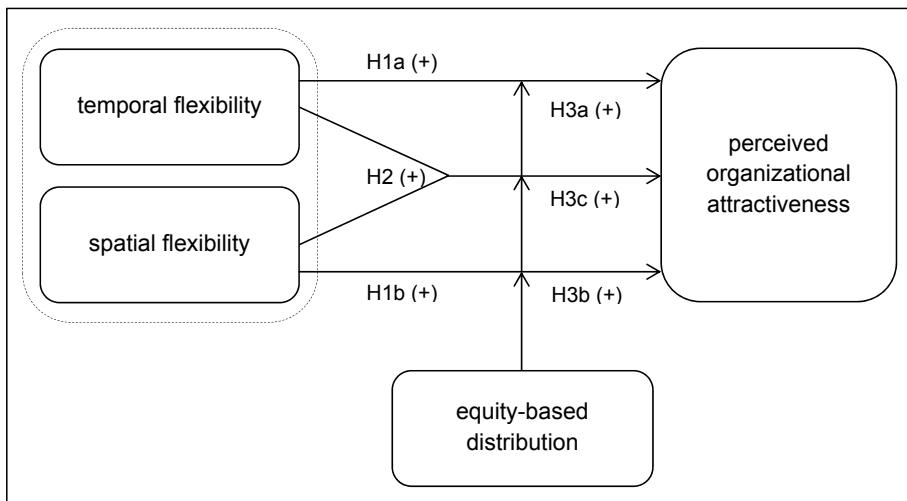 H1a (+)
temporal flexibility
H3a (+)
perceived
organizational
attractiveness
H2 (+)
H3c (+)
spatial flexibility
H1b (+)
H3b (+)
equity-based
distribution